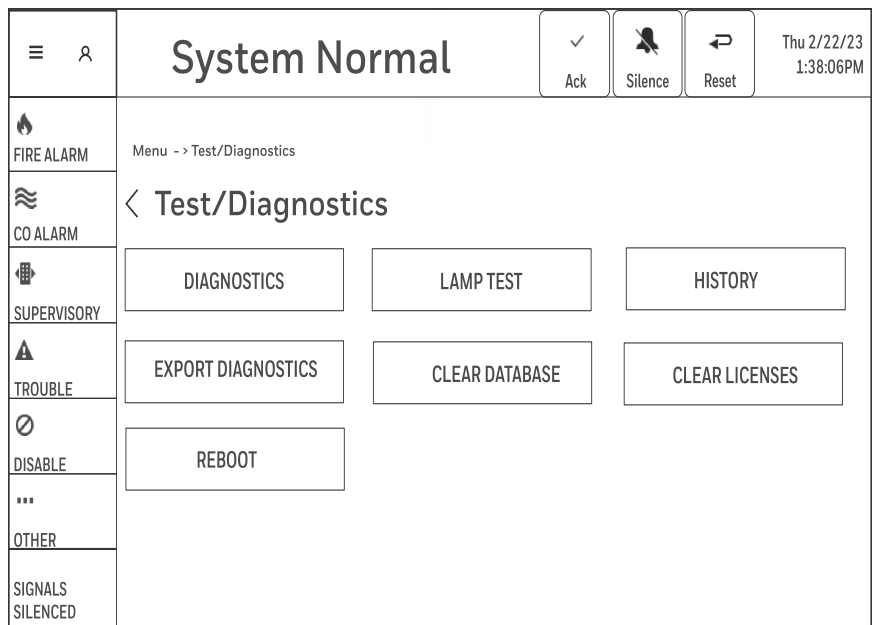 System Normal
Ack
Silence
Reset
Thu 2/22/23
1:38:06PM
FIRE ALARM
CO ALARM
SUPERVISORY
TROUBLE
DISABLE
OTHER
SIGNALS
SILENCED
Menu -> Test/Diagnostics
Test/Diagnostics
DIAGNOSTICS
LAMP TEST
HISTORY
EXPORT DIAGNOSTICS
CLEAR DATABASE
CLEAR LICENSES
REBOOT